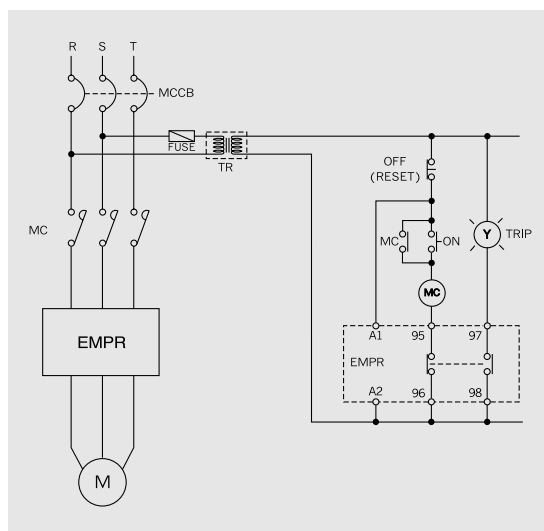 R S T
MCCB
FUSE
TR
OFF
(RESET)
MC
MC
ON
Y
TRIP
MC
EMPR
A1
95
97
EMPR
A2
96
98
M